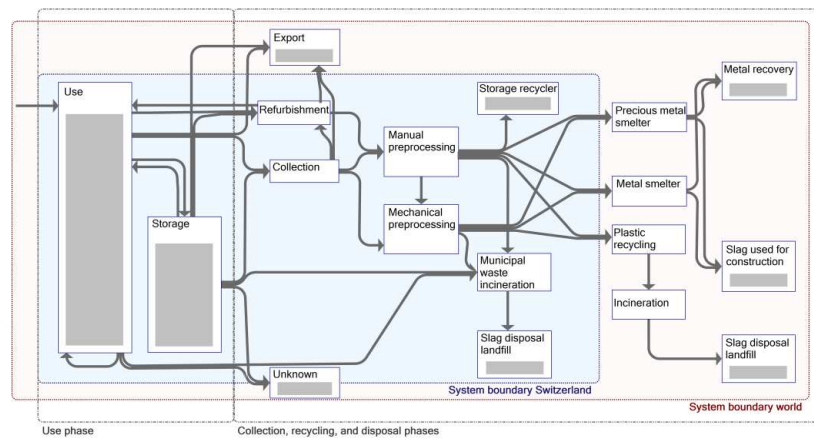 Export
Use
Storage recycler
Metal recovery
Refurbishment
Precious metal
smelter
Manual
preprocessing
Collection
Metal smelter
Mechanical
preprocessing
Storage
Plastic
recycling
Slag used for
construction
Municipal
waste
incineration
Incineration
Slag disposal
landfill
Slag disposal
landfill
Unknown
System boundary Switzerland
System boundary world
Use phase
Collection, recycling, and disposal phases